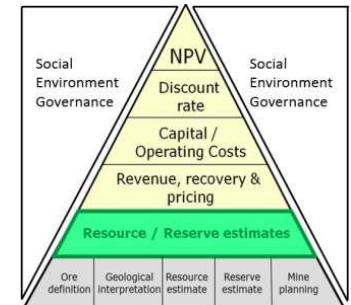 NPV
Social
Environment
Governance
Social
Environment
Governance
Discount
rate
Capital /
Operating Costs
Revenue, recovery &
pricing
Resource / Reserve estimates
Ore
definition
Geological
interpretation
Resource
estimate
Reserve
estimate
Mine
planning